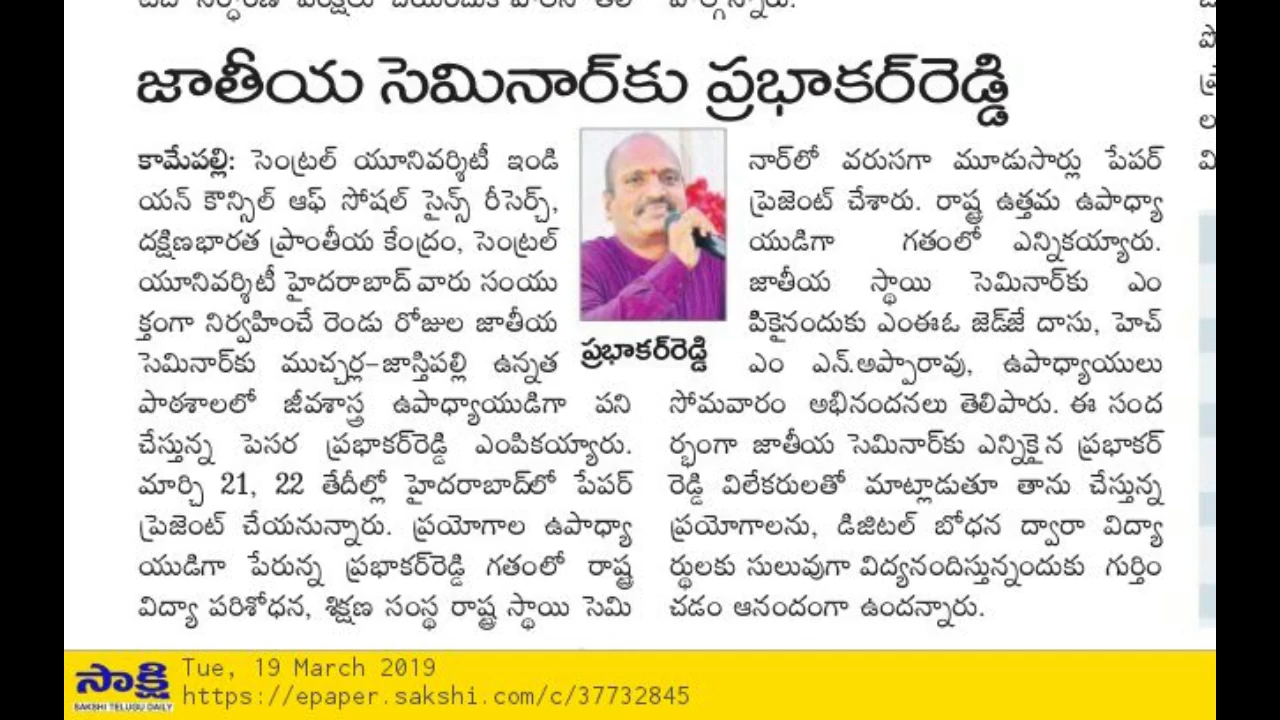 జాతీయ సెమినార్‌కు ప్రభాకర్‌రెడ్డి
కామేపల్లి: సెంట్రల్ యూనివర్శిటీ ఇండి
యన్ కౌన్సిల్ ఆఫ్ సోషల్ సైన్స్ రీసెర్చ్,
దక్షిణభారత ప్రాంతీయ కేంద్రం, సెంట్రల్
యూనివర్శిటీ హైదరాబాద్ వారు సంయు
క్తంగా నిర్వహించే రెండు రోజుల జాతీయ
సెమినార్‌కు ముచ్చర్ల-జాస్తిపల్లి ఉన్నత
పాఠశాలలో జీవశాస్త్ర ఉపాధ్యాయుడిగా పని
చేస్తున్న పెసర ప్రభాకర్‌రెడ్డి ఎంపికయ్యారు.
మార్చి 21, 22 తేదీల్లో హైదరాబాద్‌లో పేపర్
ప్రెజెంట్ చేయనున్నారు. ప్రయోగాల ఉపాధ్యా
యుడిగా పేరున్న ప్రభాకర్‌రెడ్డి గతంలో రాష్ట్ర
విద్యా పరిశోధన, శిక్షణ సంస్థ రాష్ట్ర స్థాయి సెమి
ప్రభాకర్‌రెడ్డి
నార్‌లో వరుసగా మూడుసార్లు పేపర్
ప్రెజెంట్ చేశారు. రాష్ట్ర ఉత్తమ ఉపాధ్యా
యుడిగా గతంలో ఎన్నికయ్యారు.
జాతీయ స్థాయి సెమినార్‌కు ఎం
పికైనందుకు ఎంఈఓ జెడ్‌జే దాసు, హెచ్
ఎం ఎన్.అప్పారావు, ఉపాధ్యాయులు
సోమవారం అభినందనలు తెలిపారు. ఈ సంద
ర్భంగా జాతీయ సెమినార్‌కు ఎన్నికైన ప్రభాకర్
రెడ్డి విలేకరులతో మాట్లాడుతూ తాను చేస్తున్న
ప్రయోగాలను, డిజిటల్ బోధన ద్వారా విద్యా
ర్థులకు సులువుగా విద్యనందిస్తున్నందుకు గుర్తిం
చడం ఆనందంగా ఉందన్నారు.
సాక్షి
SAKSHI TELUGU DAILY
Tue, 19 March 2019
https://epaper.sakshi.com/c/37732845